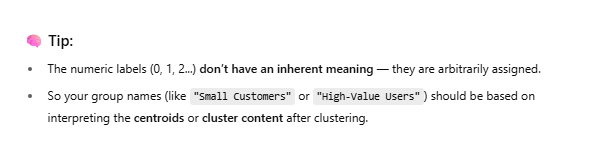 🧠 Tip:
• The numeric labels (0, 1, 2...) don't have an inherent meaning — they are arbitrarily assigned.
• So your group names (like "Small Customers" or "High-Value Users") should be based on
interpreting the centroids or cluster content after clustering.